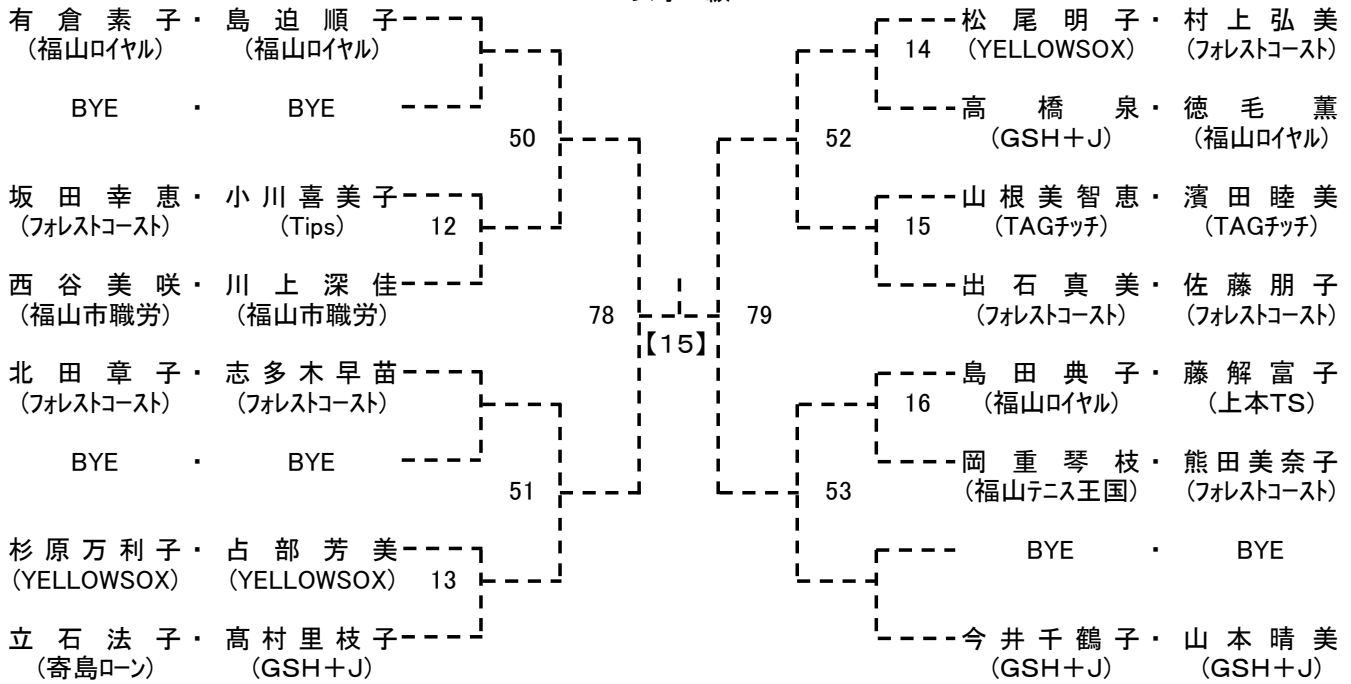 有倉素子・島迫順子
(福山ロイヤル) (福山ロイヤル)
BYE ・ BYE
50
坂田幸恵・小川喜美子
(フォレストコースト) (Tips) 12
西谷美咲・川上深佳
(福山市職労) (福山市職労)
78
北田章子・志多木早苗
(フォレストコースト) (フォレストコースト)
BYE ・ BYE
51
杉原万利子・占部芳美
(YELLOWSOX) (YELLOWSOX) 13
立石法子・髙村里枝子
(寄島ローン) (GSH+J)
【15】
松尾明子・村上弘美
14 (YELLOWSOX) (フォレストコースト)
高橋泉・徳毛薫
(GSH+J) (福山ロイヤル)
52
山根美智恵・濱田睦美
15 (TAGチッチ) (TAGチッチ)
出石真美・佐藤朋子
(フォレストコースト) (フォレストコースト)
79
島田典子・藤解富子
16 (福山ロイヤル) (上本TS)
岡重琴枝・熊田美奈子
(福山テニス王国) (フォレストコースト)
53
BYE ・ BYE
今井千鶴子・山本晴美
(GSH+J) (GSH+J)